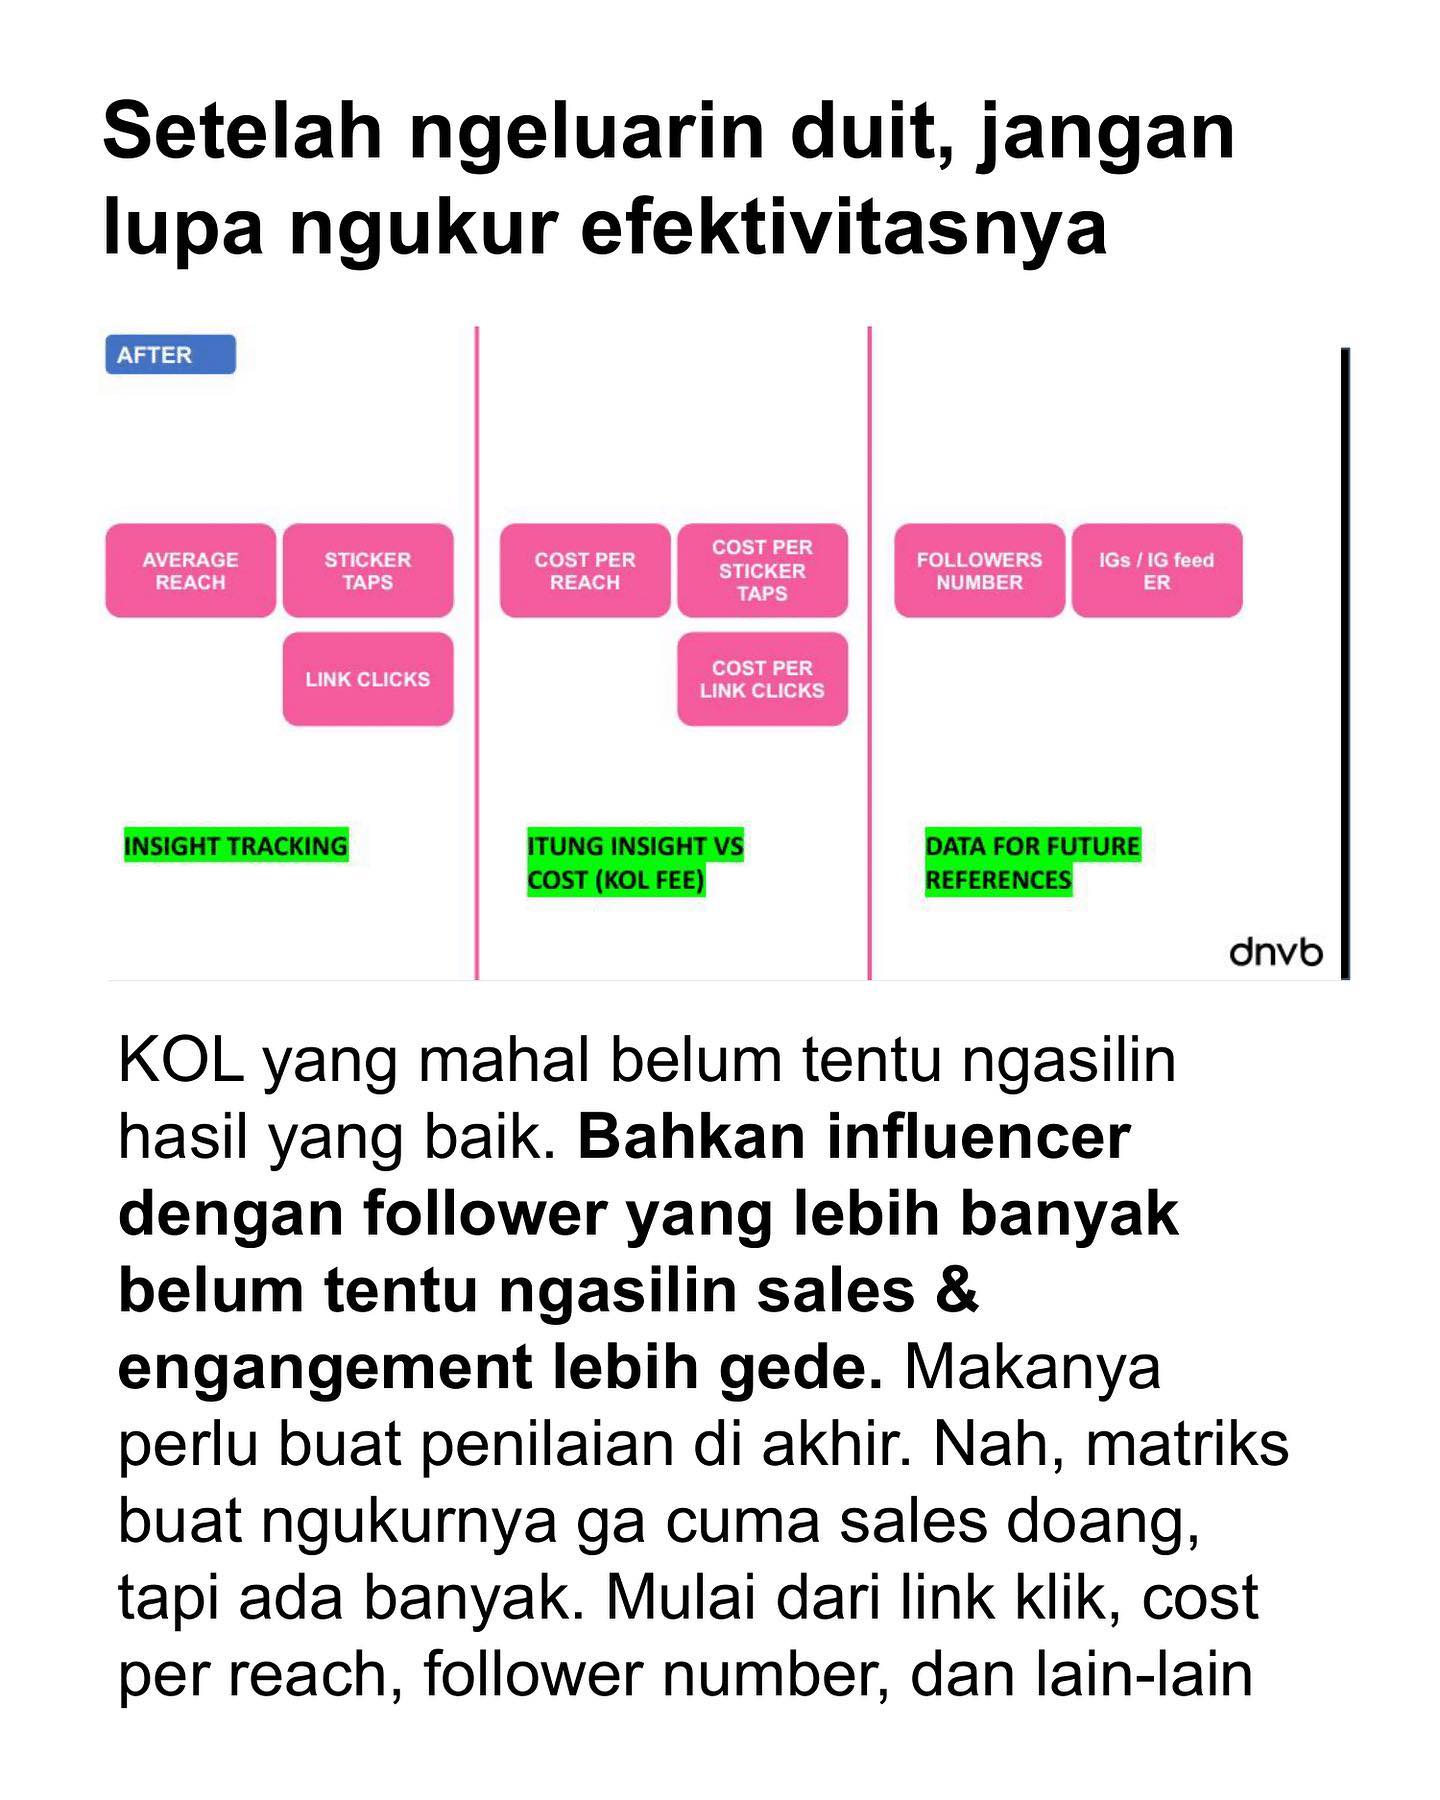 Setelah ngeluarin duit, jangan
lupa ngukur efektivitasnya
AFTER
AVERAGE
REACH
STICKER
TAPS
LINK CLICKS
INSIGHT TRACKING
COST PER
REACH
COST PER
STICKER
TAPS
COST PER
LINK CLICKS
ITUNG INSIGHT VS
COST (KOL FEE)
FOLLOWERS
NUMBER
IGs / IG feed
ER
DATA FOR FUTURE
REFERENCES
dnvb
KOL yang mahal belum tentu ngasilin
hasil yang baik. Bahkan influencer
dengan follower yang lebih banyak
belum tentu ngasilin sales &
engangement lebih gede. Makanya
perlu buat penilaian di akhir. Nah, matriks
buat ngukurnya ga cuma sales doang,
tapi ada banyak. Mulai dari link klik, cost
per reach, follower number, dan lain-lain